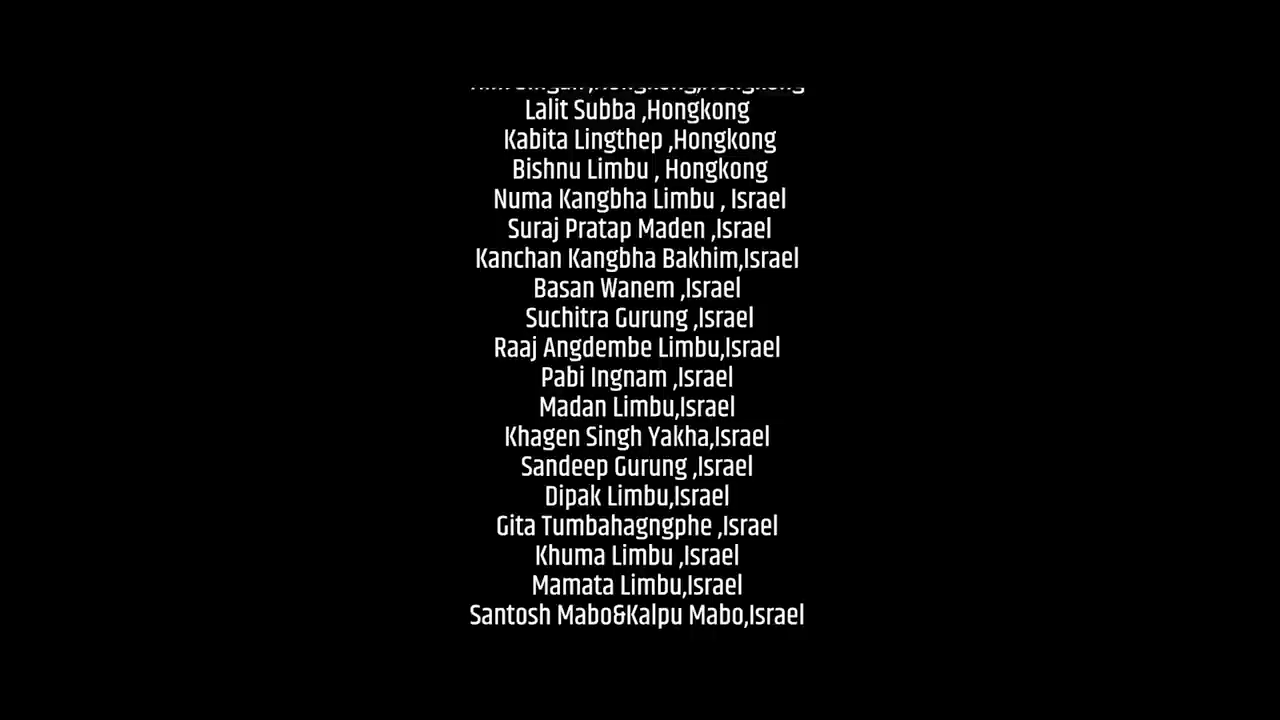 Lalit Subba ,Hongkong
Kabita Lingthep ,Hongkong
Bishnu Limbu , Hongkong
Numa Kangbha Limbu , Israel
Suraj Pratap Maden ,Israel
Kanchan Kangbha Bakhim,Israel
Basan Wanem ,Israel
Suchitra Gurung ,Israel
Raaj Angdembe Limbu,Israel
Pabi Ingnam ,Israel
Madan Limbu,Israel
Khagen Singh Yakha,Israel
Sandeep Gurung ,Israel
Dipak Limbu,Israel
Gita Tumbahagngphe ,Israel
Khuma Limbu ,Israel
Mamata Limbu,Israel
Santosh Mabo&Kalpu Mabo,Israel